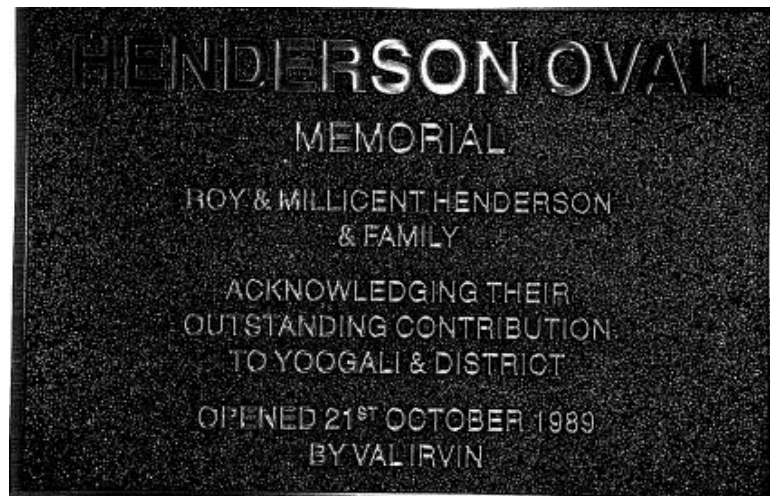 HENDERSON OVAL
MEMORIAL
ROY & MILLICENT HENDERSON
& FAMILY
ACKNOWLEDGING THEIR
OUTSTANDING CONTRIBUTION
TO YOOGALI & DISTRICT
OPENED 21ST OCTOBER 1989
BY VAL IRVIN